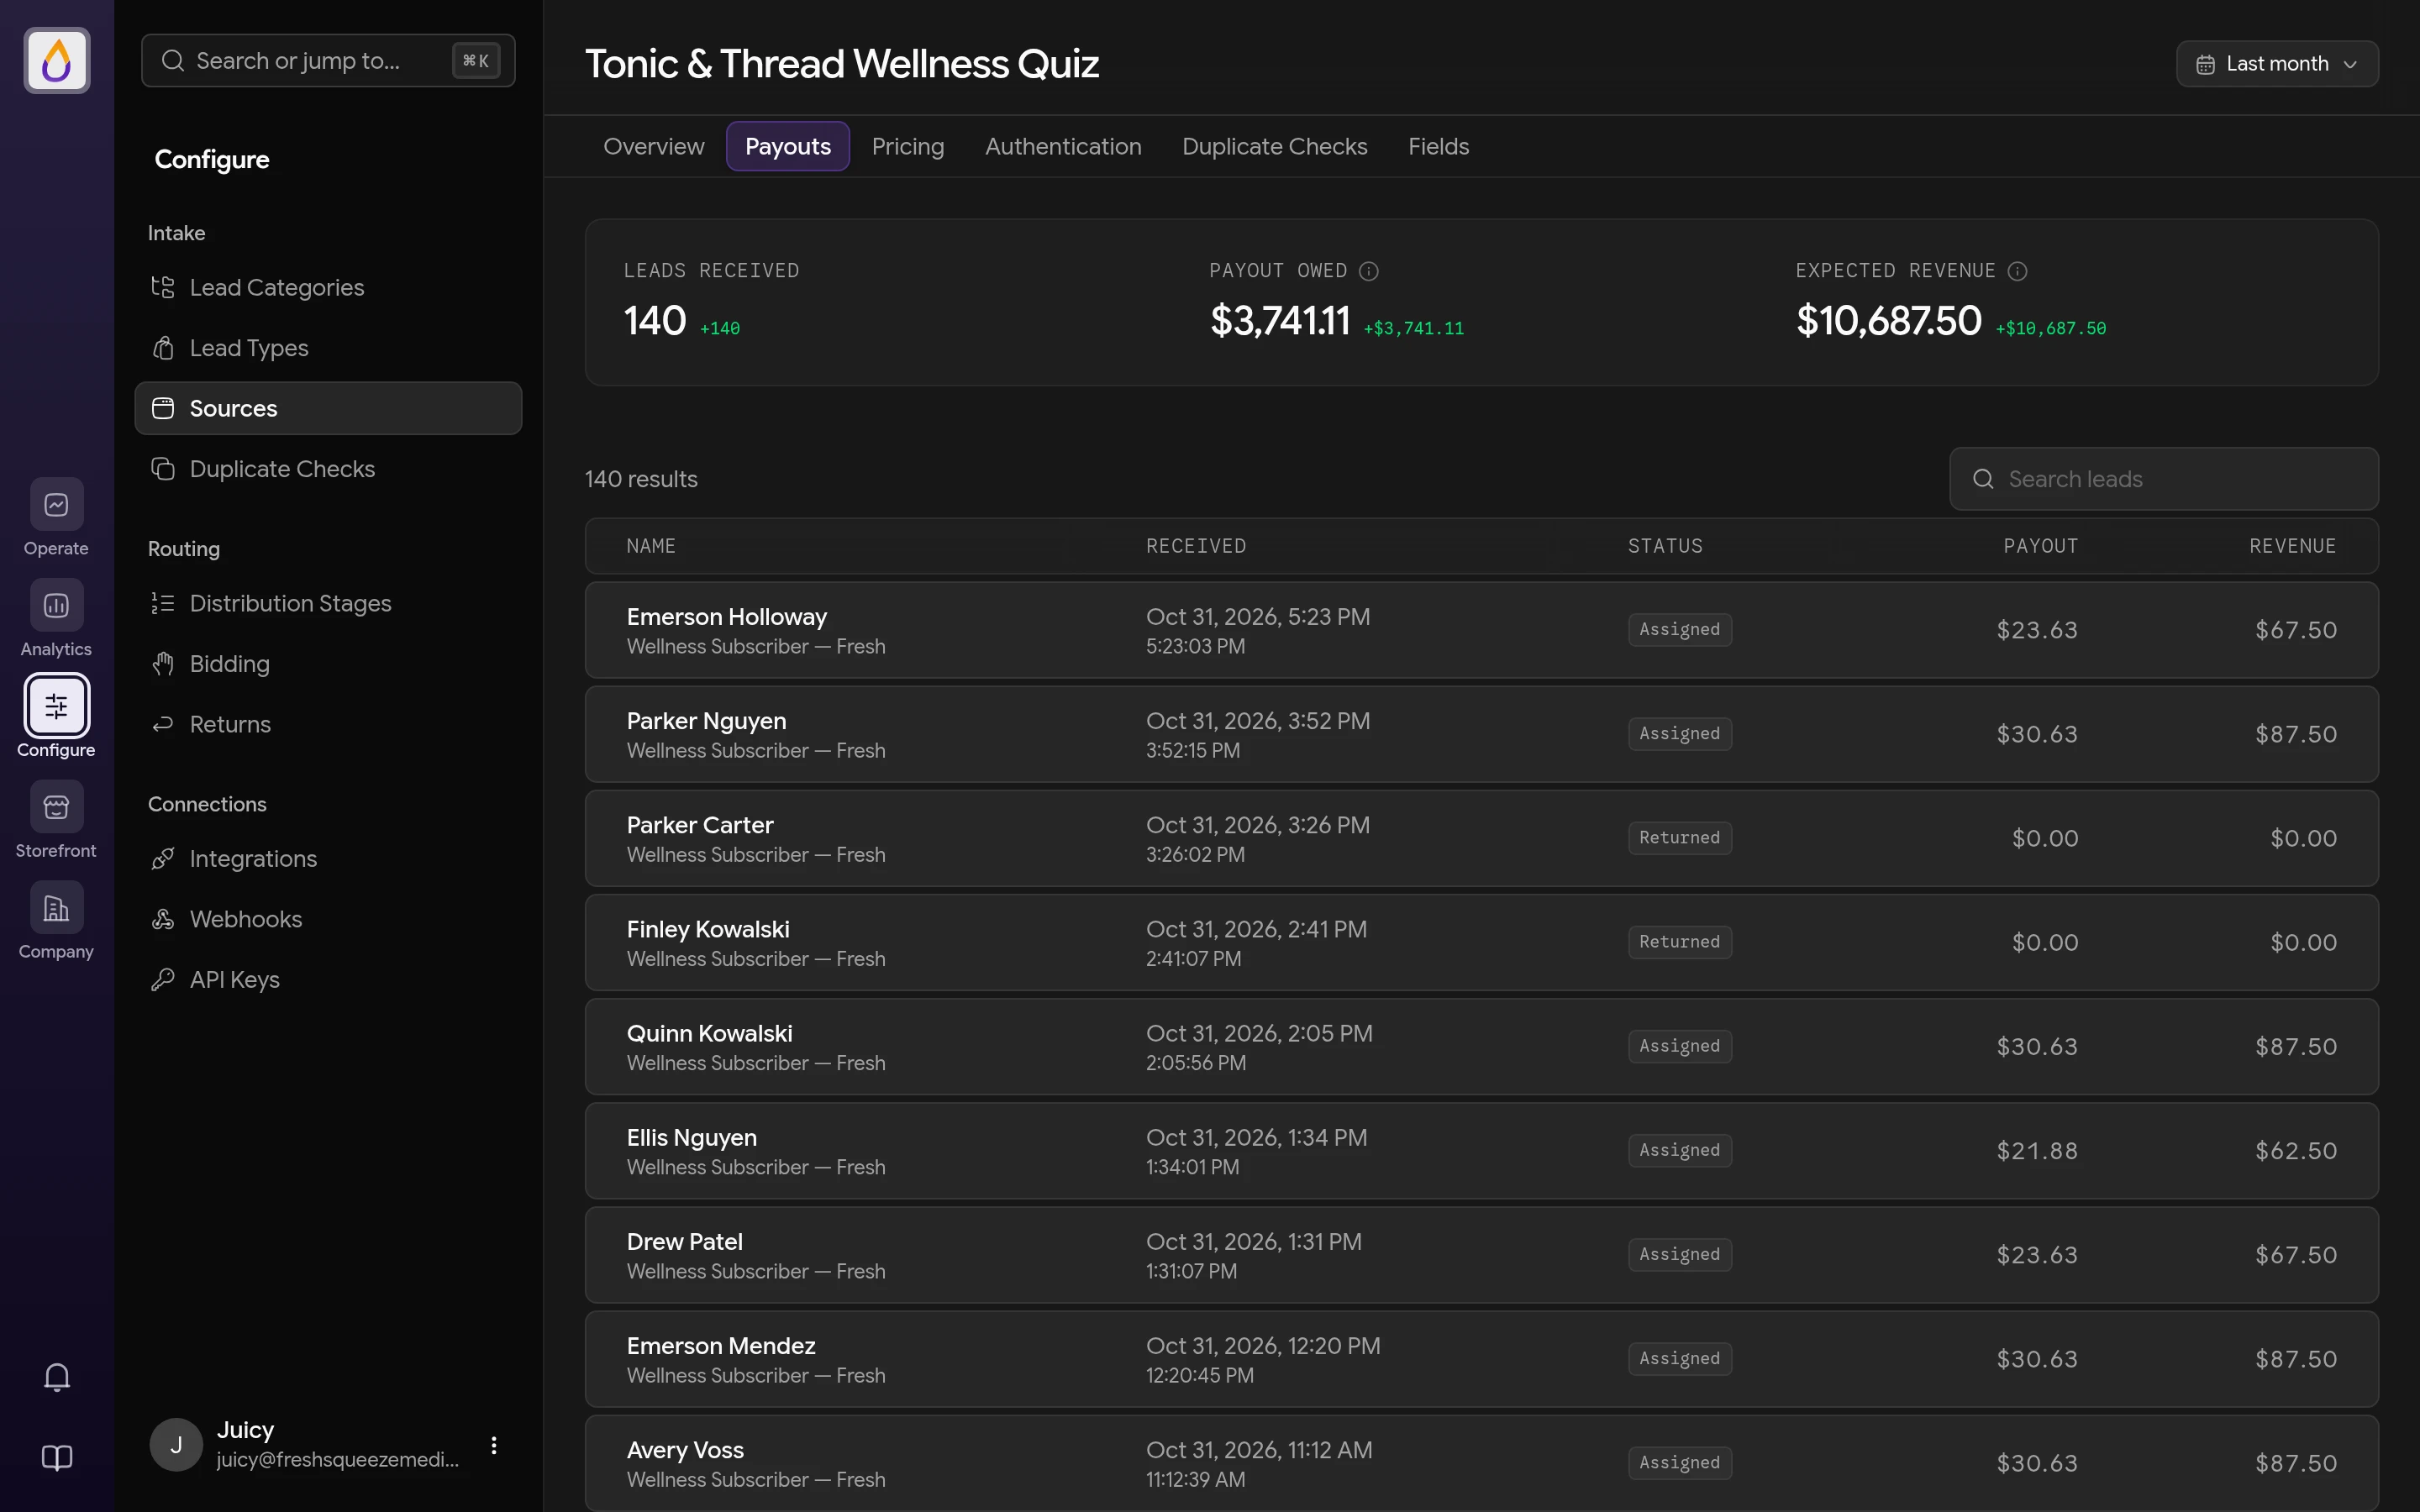 Search or jump to...
⌘K
Configure
Intake
Lead Categories
Lead Types
Sources
Duplicate Checks
Routing
Distribution Stages
Bidding
Returns
Connections
Integrations
Webhooks
API Keys
Operate
Analytics
Configure
Storefront
Company
J
Juicy
juicy@freshsqueezemedi...
Tonic & Thread Wellness Quiz
Last month
Overview
Payouts
Pricing
Authentication
Duplicate Checks
Fields
LEADS RECEIVED
140 +140
PAYOUT OWED
$3,741.11 +$3,741.11
EXPECTED REVENUE
$10,687.50 +$10,687.50
140 results
Search leads
NAME RECEIVED STATUS PAYOUT REVENUE
Emerson Holloway Oct 31, 2026, 5:23 PM Assigned $23.63 $67.50
Wellness Subscriber — Fresh 5:23:03 PM
Parker Nguyen Oct 31, 2026, 3:52 PM Assigned $30.63 $87.50
Wellness Subscriber — Fresh 3:52:15 PM
Parker Carter Oct 31, 2026, 3:26 PM Returned $0.00 $0.00
Wellness Subscriber — Fresh 3:26:02 PM
Finley Kowalski Oct 31, 2026, 2:41 PM Returned $0.00 $0.00
Wellness Subscriber — Fresh 2:41:07 PM
Quinn Kowalski Oct 31, 2026, 2:05 PM Assigned $30.63 $87.50
Wellness Subscriber — Fresh 2:05:56 PM
Ellis Nguyen Oct 31, 2026, 1:34 PM Assigned $21.88 $62.50
Wellness Subscriber — Fresh 1:34:01 PM
Drew Patel Oct 31, 2026, 1:31 PM Assigned $23.63 $67.50
Wellness Subscriber — Fresh 1:31:07 PM
Emerson Mendez Oct 31, 2026, 12:20 PM Assigned $30.63 $87.50
Wellness Subscriber — Fresh 12:20:45 PM
Avery Voss Oct 31, 2026, 11:12 AM Assigned $30.63 $87.50
Wellness Subscriber — Fresh 11:12:39 AM